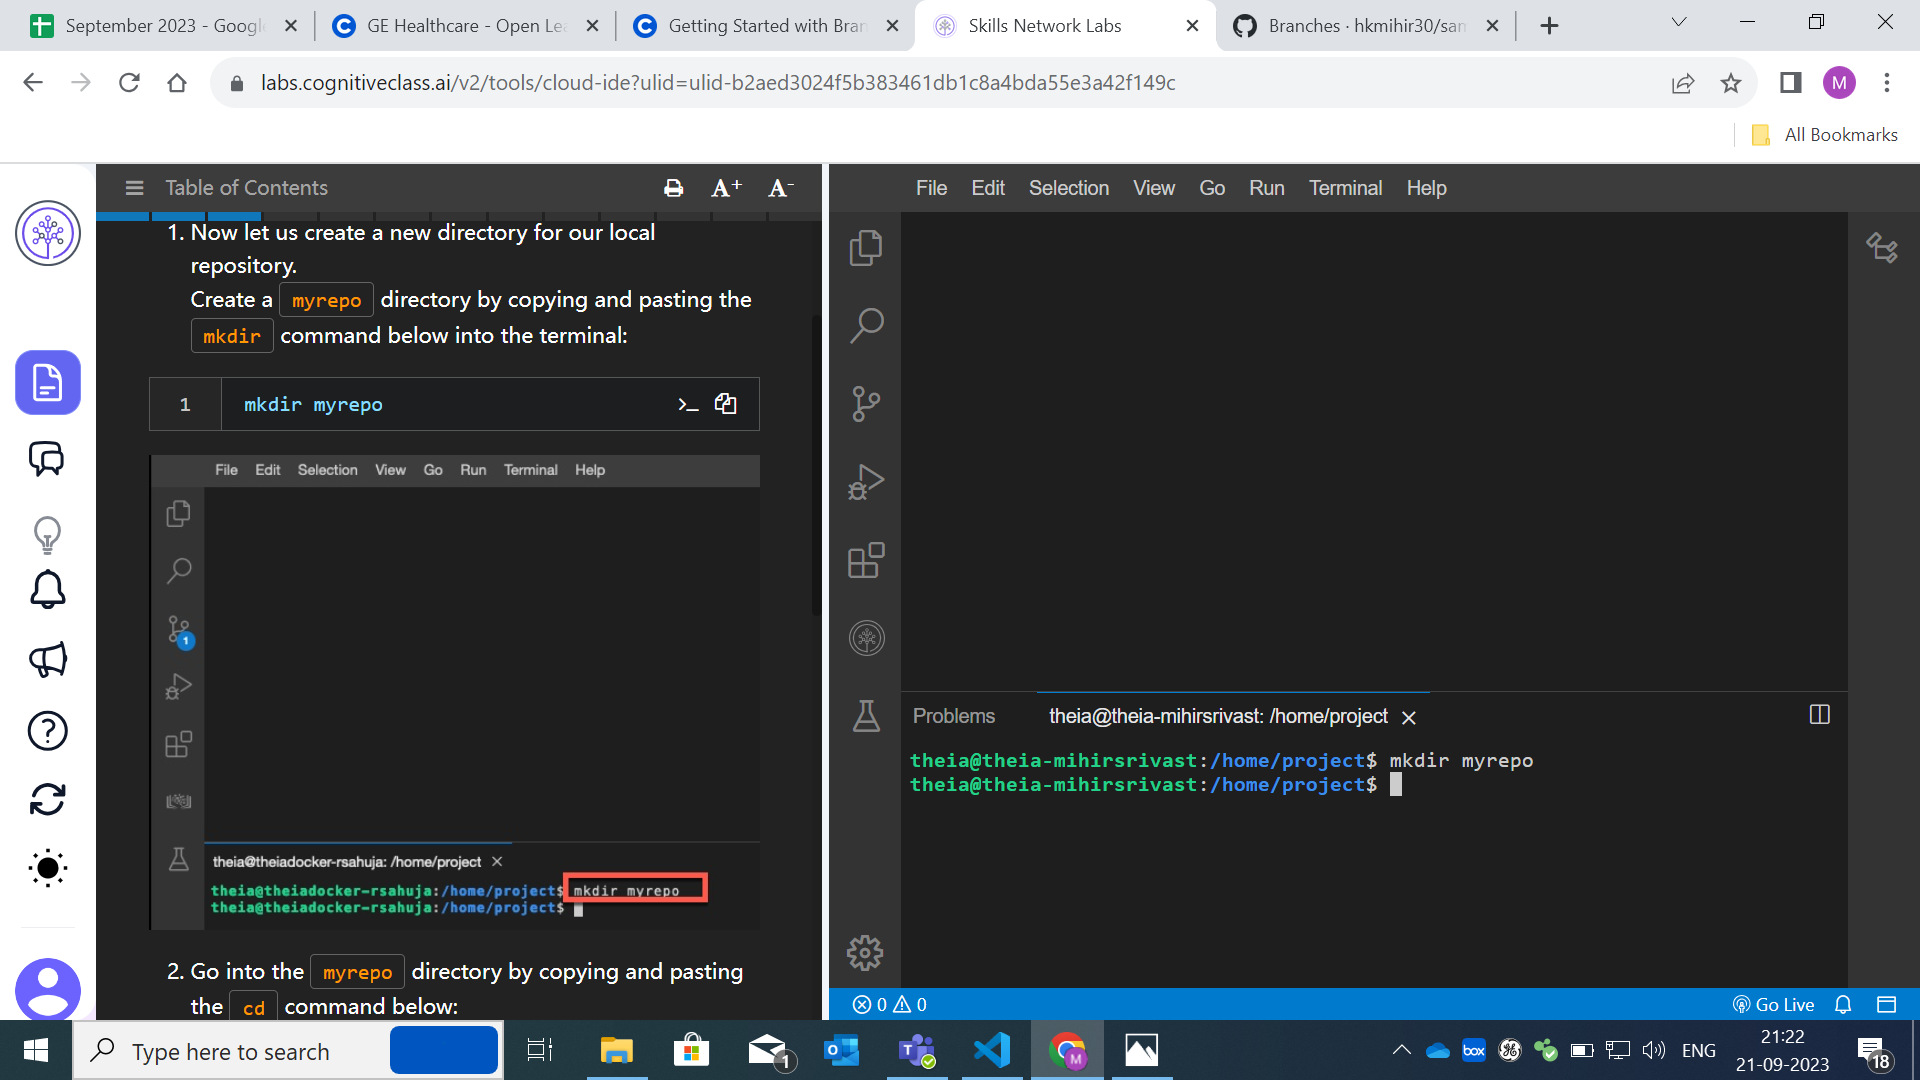 September 2023 - Google
GE Healthcare - Open Lea
Getting Started with Bran
Skills Network Labs
Branches · hkmihir30/sam
labs.cognitiveclass.ai/v2/tools/cloud-ide?ulid=ulid-b2aed3024f5b383461db1c8a4bda55e3a42f149c
M
All Bookmarks
Table of Contents
A+ A-
1. Now let us create a new directory for our local
repository.
Create a myrepo directory by copying and pasting the
mkdir command below into the terminal:
1 mkdir myrepo
File Edit Selection View Go Run Terminal Help
1
theia@theiadocker-rsahuja: /home/project
theia@theiadocker-rsahuja:/home/project$ mkdir myrepo
theia@theiadocker-rsahuja:/home/project$
2. Go into the myrepo directory by copying and pasting
the cd command below:
File Edit Selection View Go Run Terminal Help
Problems
theia@theia-mihirsrivast: /home/project
theia@theia-mihirsrivast:/home/project$ mkdir myrepo
theia@theia-mihirsrivast:/home/project$
0 0
Go Live
Type here to search
1
M
box
ENG
21:22
21-09-2023
18